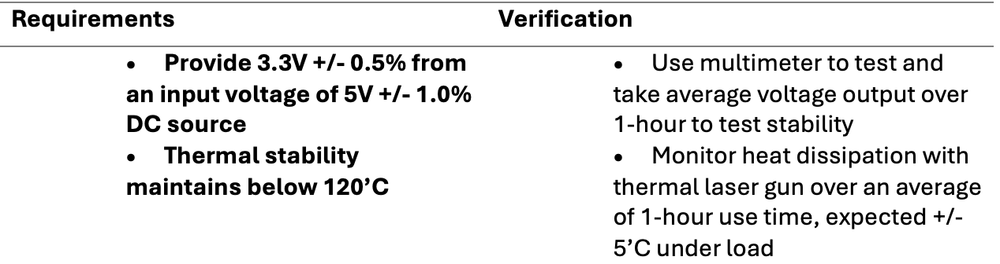 Requirements
Verification
• Provide 3.3V +/- 0.5% from
an input voltage of 5V +/- 1.0%
DC source
• Thermal stability
maintains below 120’C
• Use multimeter to test and
take average voltage output over
1-hour to test stability
• Monitor heat dissipation with
thermal laser gun over an average
of 1-hour use time, expected +/-
5’C under load